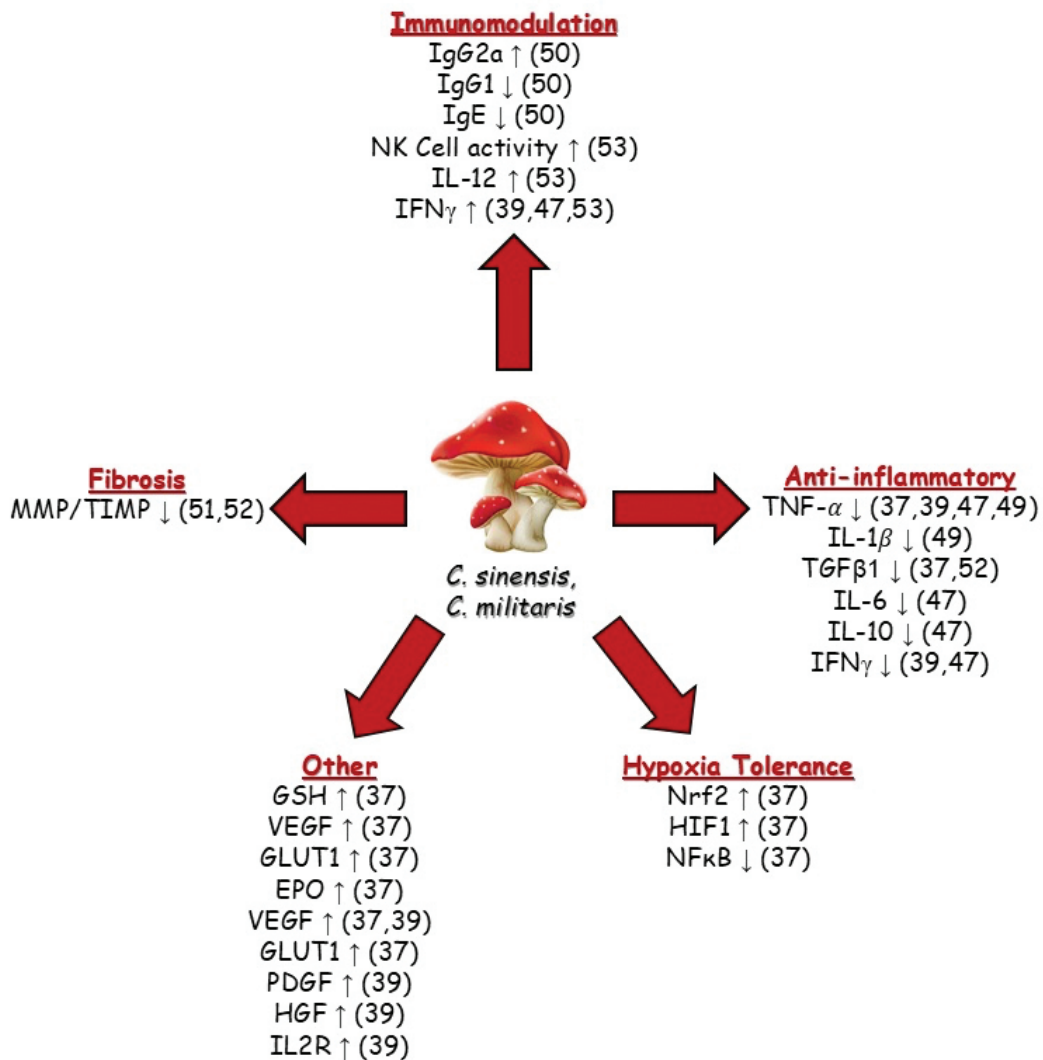 Immunomodulation
IgG2a ↑ (50)
IgG1 ↓ (50)
IgE ↓ (50)
NK Cell activity ↑ (53)
IL-12 ↑ (53)
IFNγ ↑ (39,47,53)
Fibrosis
MMP/TIMP ↓ (51,52)
C. sinensis,
C. militaris
Anti-inflammatory
TNF-α ↓ (37,39,47,49)
IL-1β ↓ (49)
TGFβ1 ↓ (37,52)
IL-6 ↓ (47)
IL-10 ↓ (47)
IFNγ ↓ (39,47)
Other
GSH ↑ (37)
VEGF ↑ (37)
GLUT1 ↑ (37)
EPO ↑ (37)
VEGF ↑ (37,39)
GLUT1 ↑ (37)
PDGF ↑ (39)
HGF ↑ (39)
IL2R ↑ (39)
Hypoxia Tolerance
Nrf2 ↑ (37)
HIF1 ↑ (37)
NFκB ↓ (37)